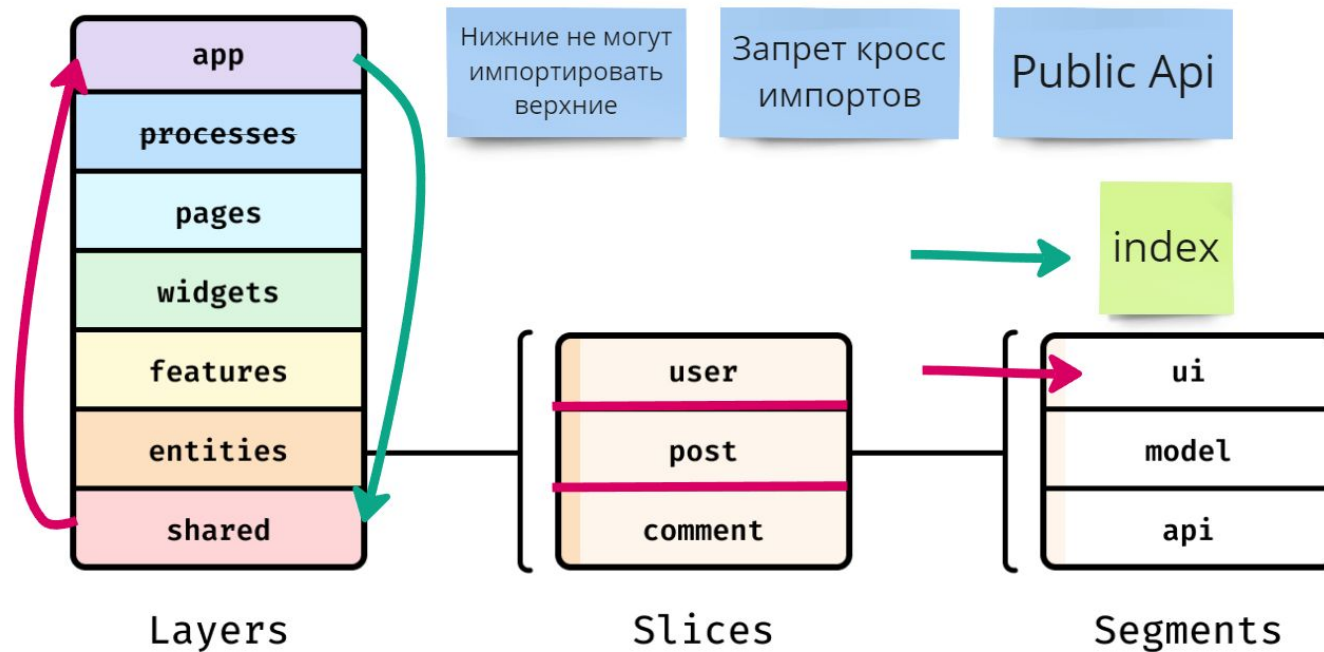 app
processes
pages
widgets
features
entities
shared
Layers
Нижние не могут
импортировать
верхние
Запрет кросс
импортов
Public Api
index
user
post
comment
Slices
ui
model
api
Segments